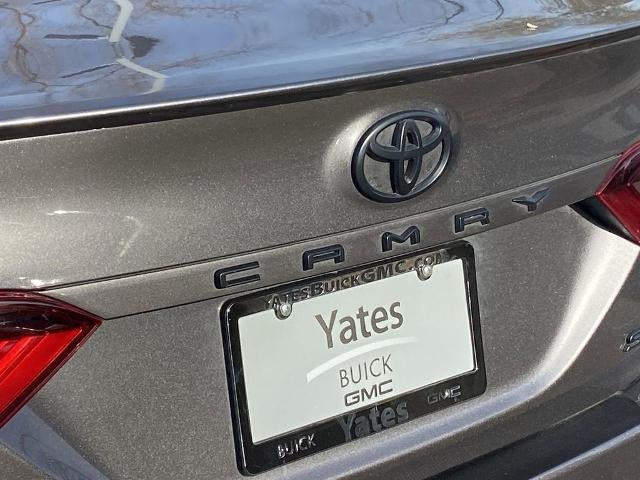 CAMRY
YATESBUICKGMC.COM
Yates
BUICK
GMC
BUICK Yates GMC
S